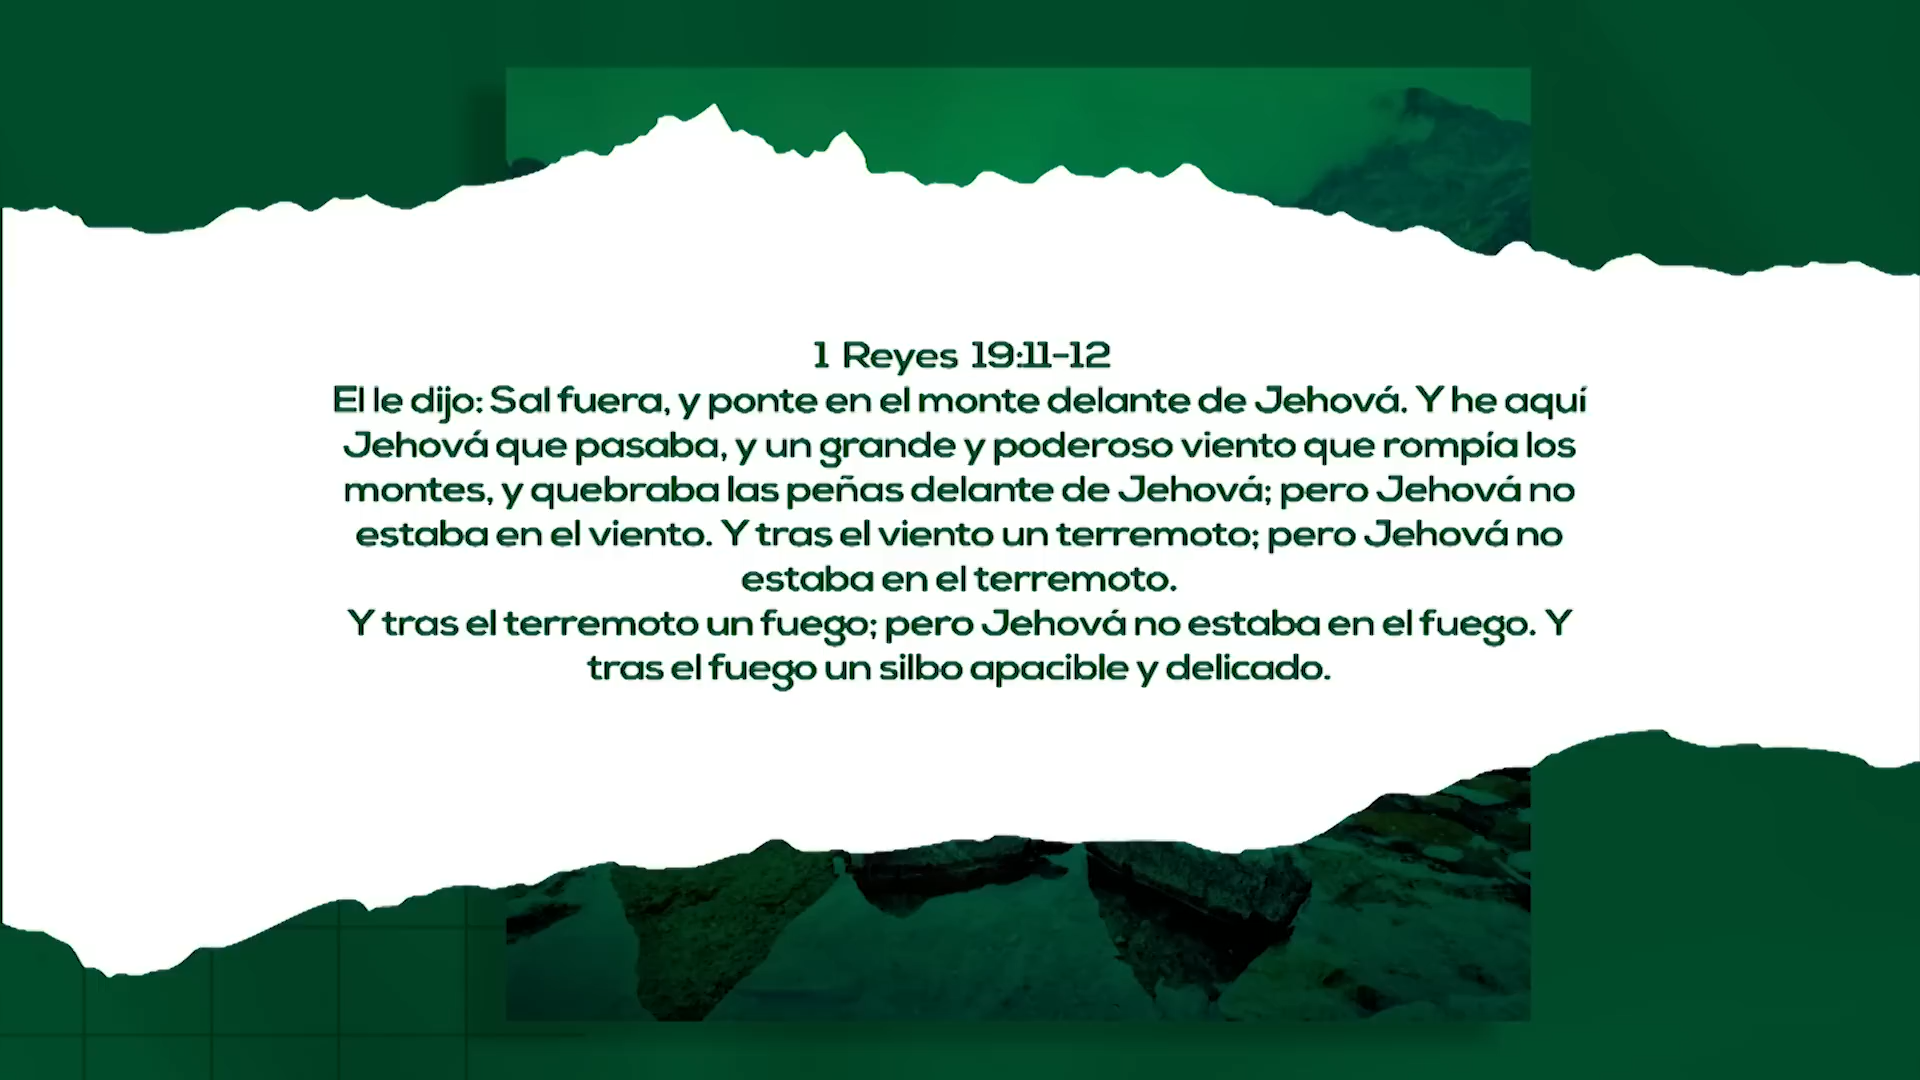 1 Reyes 19:11-12
El le dijo: Sal fuera, y ponte en el monte delante de Jehová. Y he aquí
Jehová que pasaba, y un grande y poderoso viento que rompía los
montes, y quebraba las peñas delante de Jehová; pero Jehová no
estaba en el viento. Y tras el viento un terremoto; pero Jehová no
estaba en el terremoto.
Y tras el terremoto un fuego; pero Jehová no estaba en el fuego. Y
tras el fuego un silbo apacible y delicado.